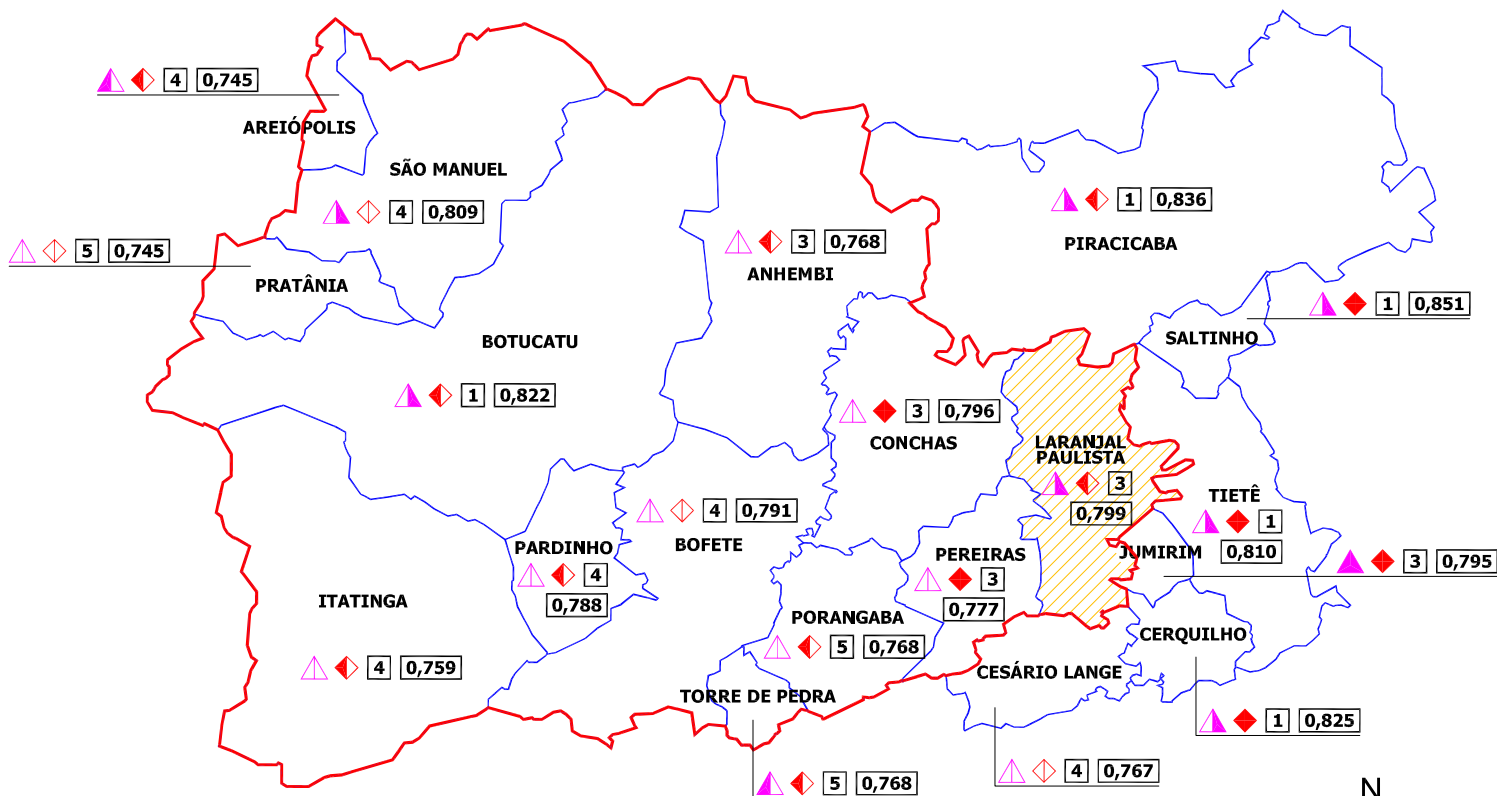 4 0,745
AREIÓPOLIS
SÃO MANUEL
4 0,809
5 0,745
PRATÂNIA
3 0,768
ANHEMBI
1 0,836
PIRACICABA
1 0,851
SALTINHO
BOTUCATU
1 0,822
3 0,796
CONCHAS
LARANJAL
PAULISTA
3
0,799
TIETÊ
1
0,810
4 0,791
BOFETE
PARDINHO
4
0,788
PEREIRAS
3
0,777
JUMIRIM
3 0,795
ITATINGA
4 0,759
PORANGABA
5 0,768
CERQUILHO
CESÁRIO LANGE
TORRE DE PEDRA
1 0,825
4 0,767
5 0,768
N